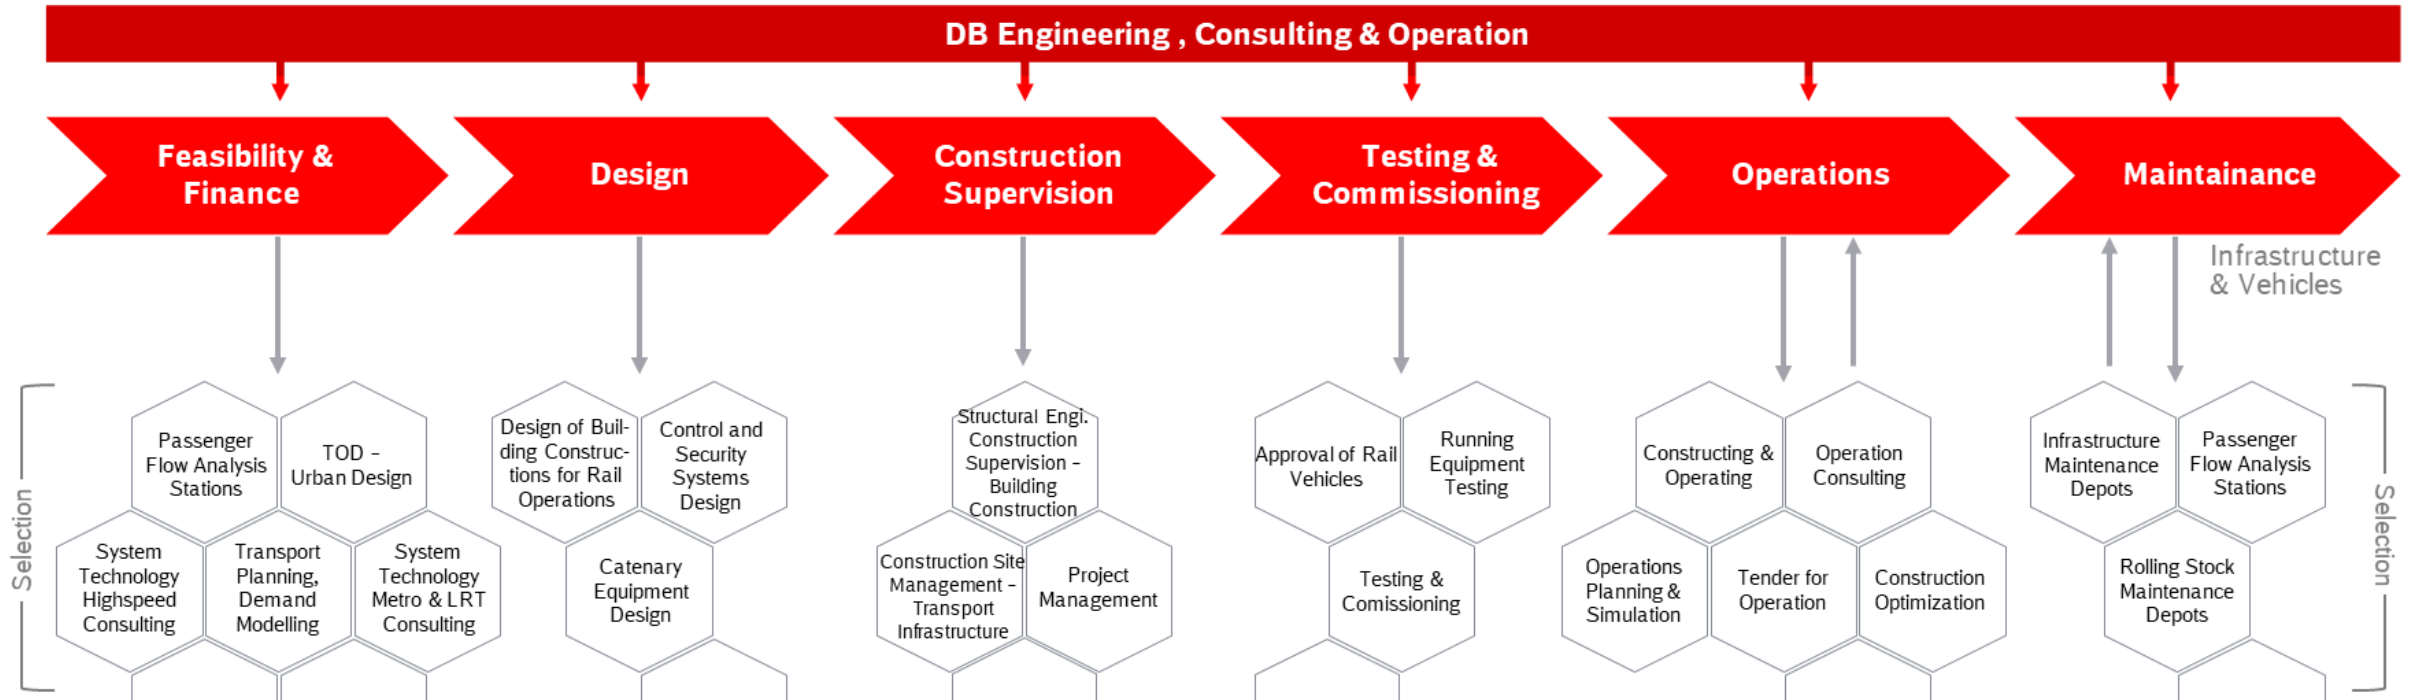 DB Engineering , Consulting & Operation
Feasibility &
Finance
Design
Construction
Supervision
Testing &
Commissioning
Operations
Maintainance
Infrastructure
& Vehicles
Selection
Passenger
Flow Analysis
Stations
TOD –
Urban Design
System
Technology
Highspeed
Consulting
Transport
Planning,
Demand
Modelling
System
Technology
Metro & LRT
Consulting
Design of Buil-
ding Construc-
tions for Rail
Operations
Control and
Security
Systems
Design
Catenary
Equipment
Design
Structural Engi.
Construction
Supervision –
Building
Construction
Construction Site
Management –
Transport
Infrastructure
Project
Management
Approval of Rail
Vehicles
Running
Equipment
Testing
Testing &
Comissioning
Constructing &
Operating
Operation
Consulting
Operations
Planning &
Simulation
Tender for
Operation
Construction
Optimization
Infrastructure
Maintenance
Depots
Passenger
Flow Analysis
Stations
Rolling Stock
Maintenance
Depots
Selection